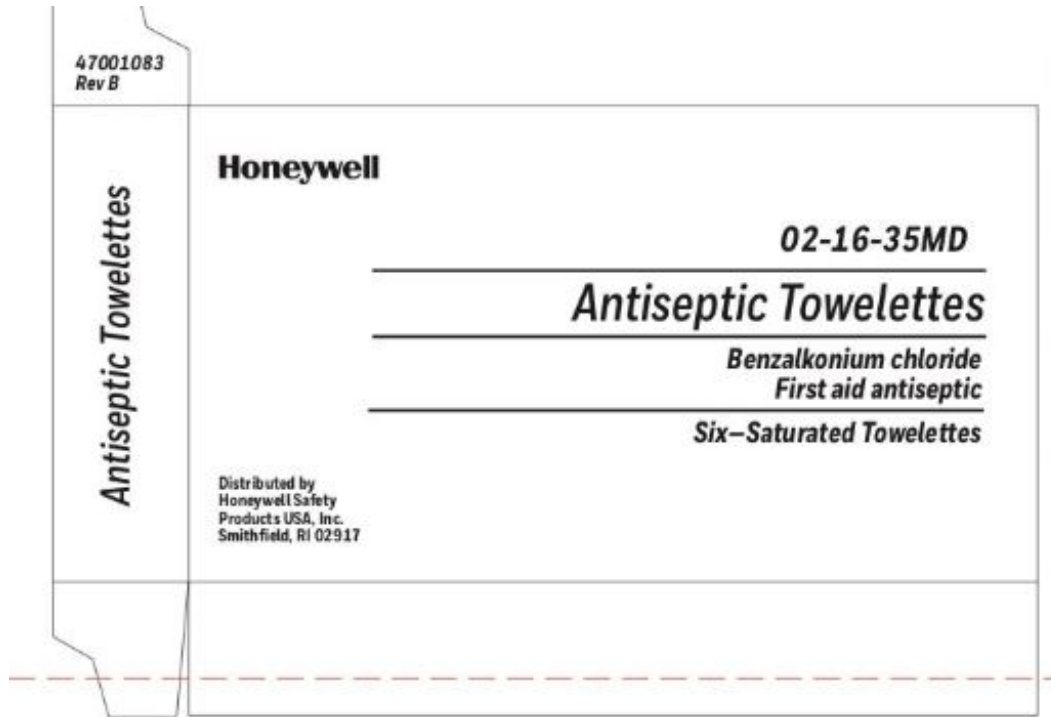 47001083
Rev B
Antiseptic Towelettes
Honeywell
02-16-35MD
Antiseptic Towelettes
Benzalkonium chloride
First aid antiseptic
Six–Saturated Towelettes
Distributed by
Honeywell Safety
Products USA, Inc.
Smithfield, RI 02917